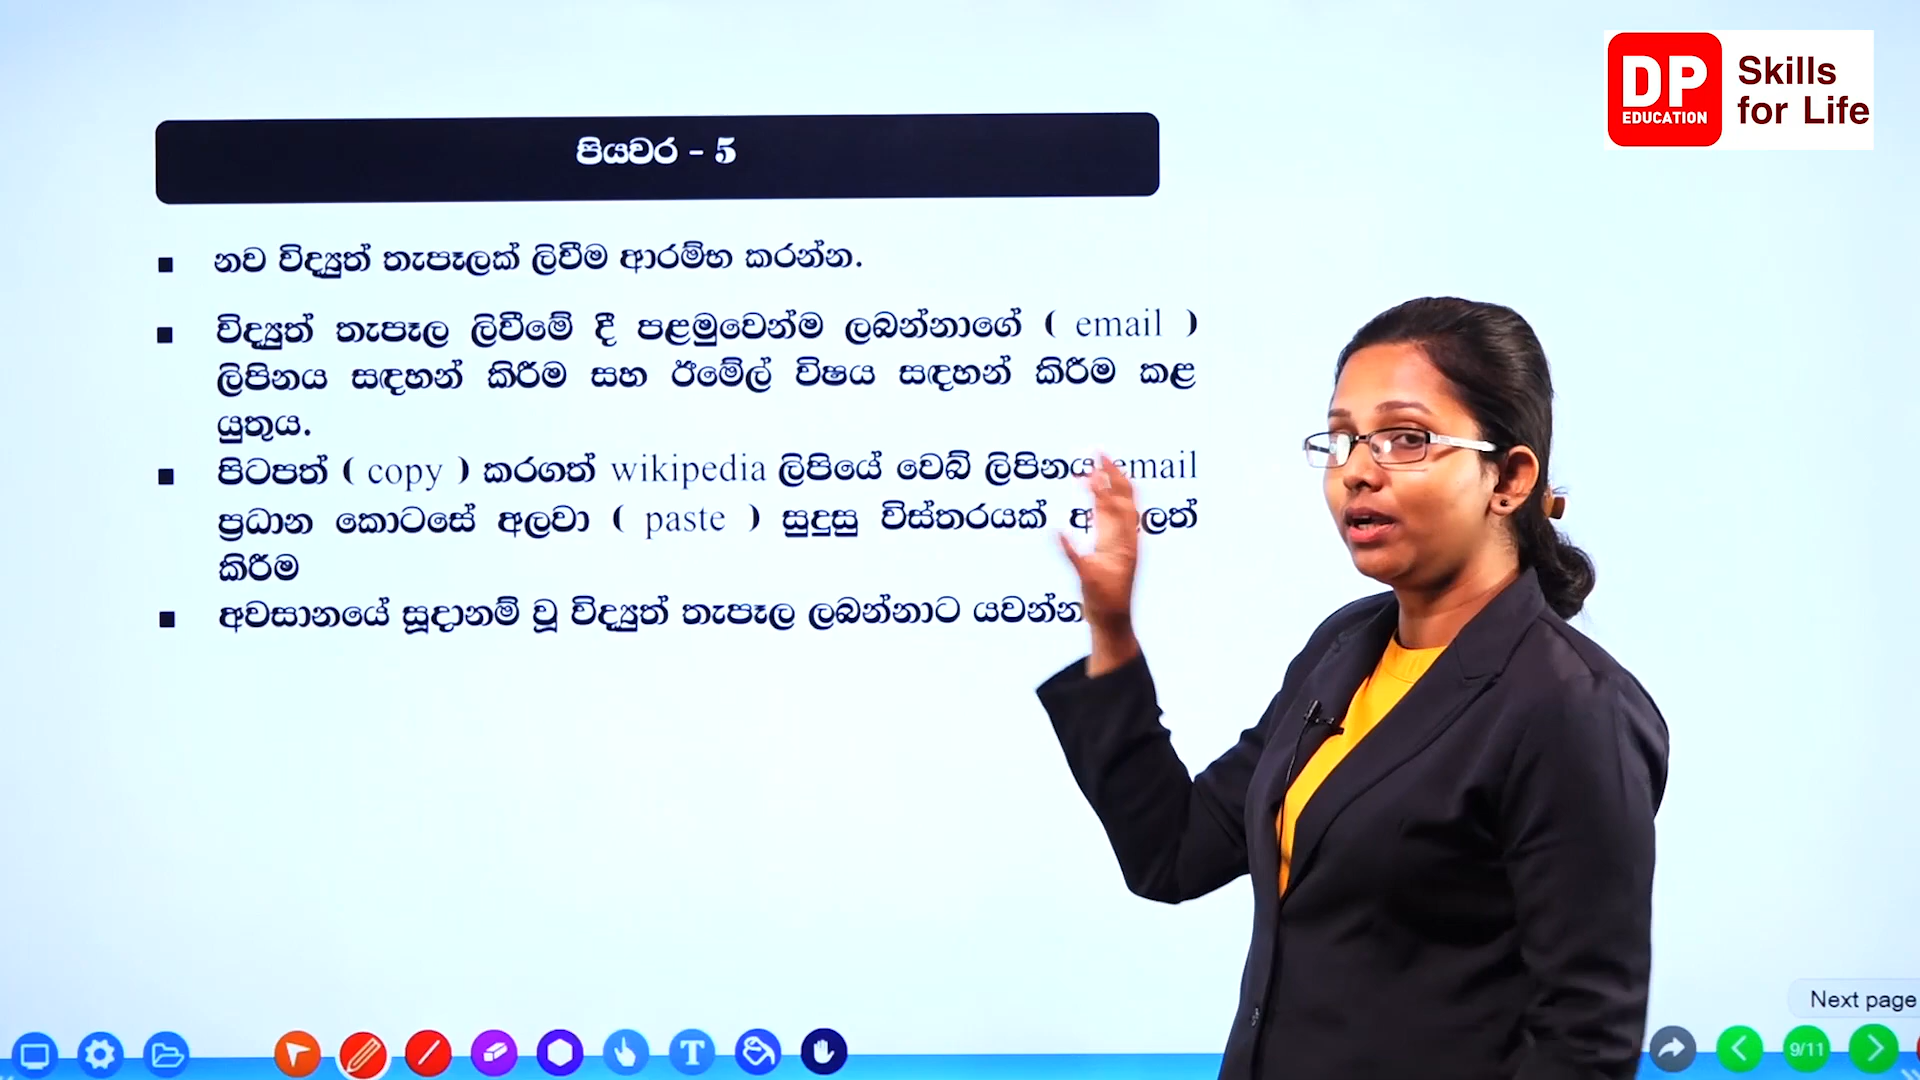 DP
EDUCATION
Skills
for Life
පියවර - 5
නව විද්‍යුත් තැපෑලක් ලිවීම ආරම්භ කරන්න.
විද්‍යුත් තැපෑල ලිවීමේ දී පළමුවෙන්ම ලබන්නාගේ ( email )
ලිපිනය සඳහන් කිරීම සහ ඊමේල් විෂය සඳහන් කිරීම කළ
යුතුය.
පිටපත් ( copy ) කරගත් wikipedia ලිපියේ වෙබ් ලිපිනය email
ප්‍රධාන කොටසේ අලවා ( paste ) සුදුසු විස්තරයක්
කිරීම
අවසානයේ සූදානම් වූ විද්‍යුත් තැපෑල ලබන්නාට යවන්න
Next page
9/11